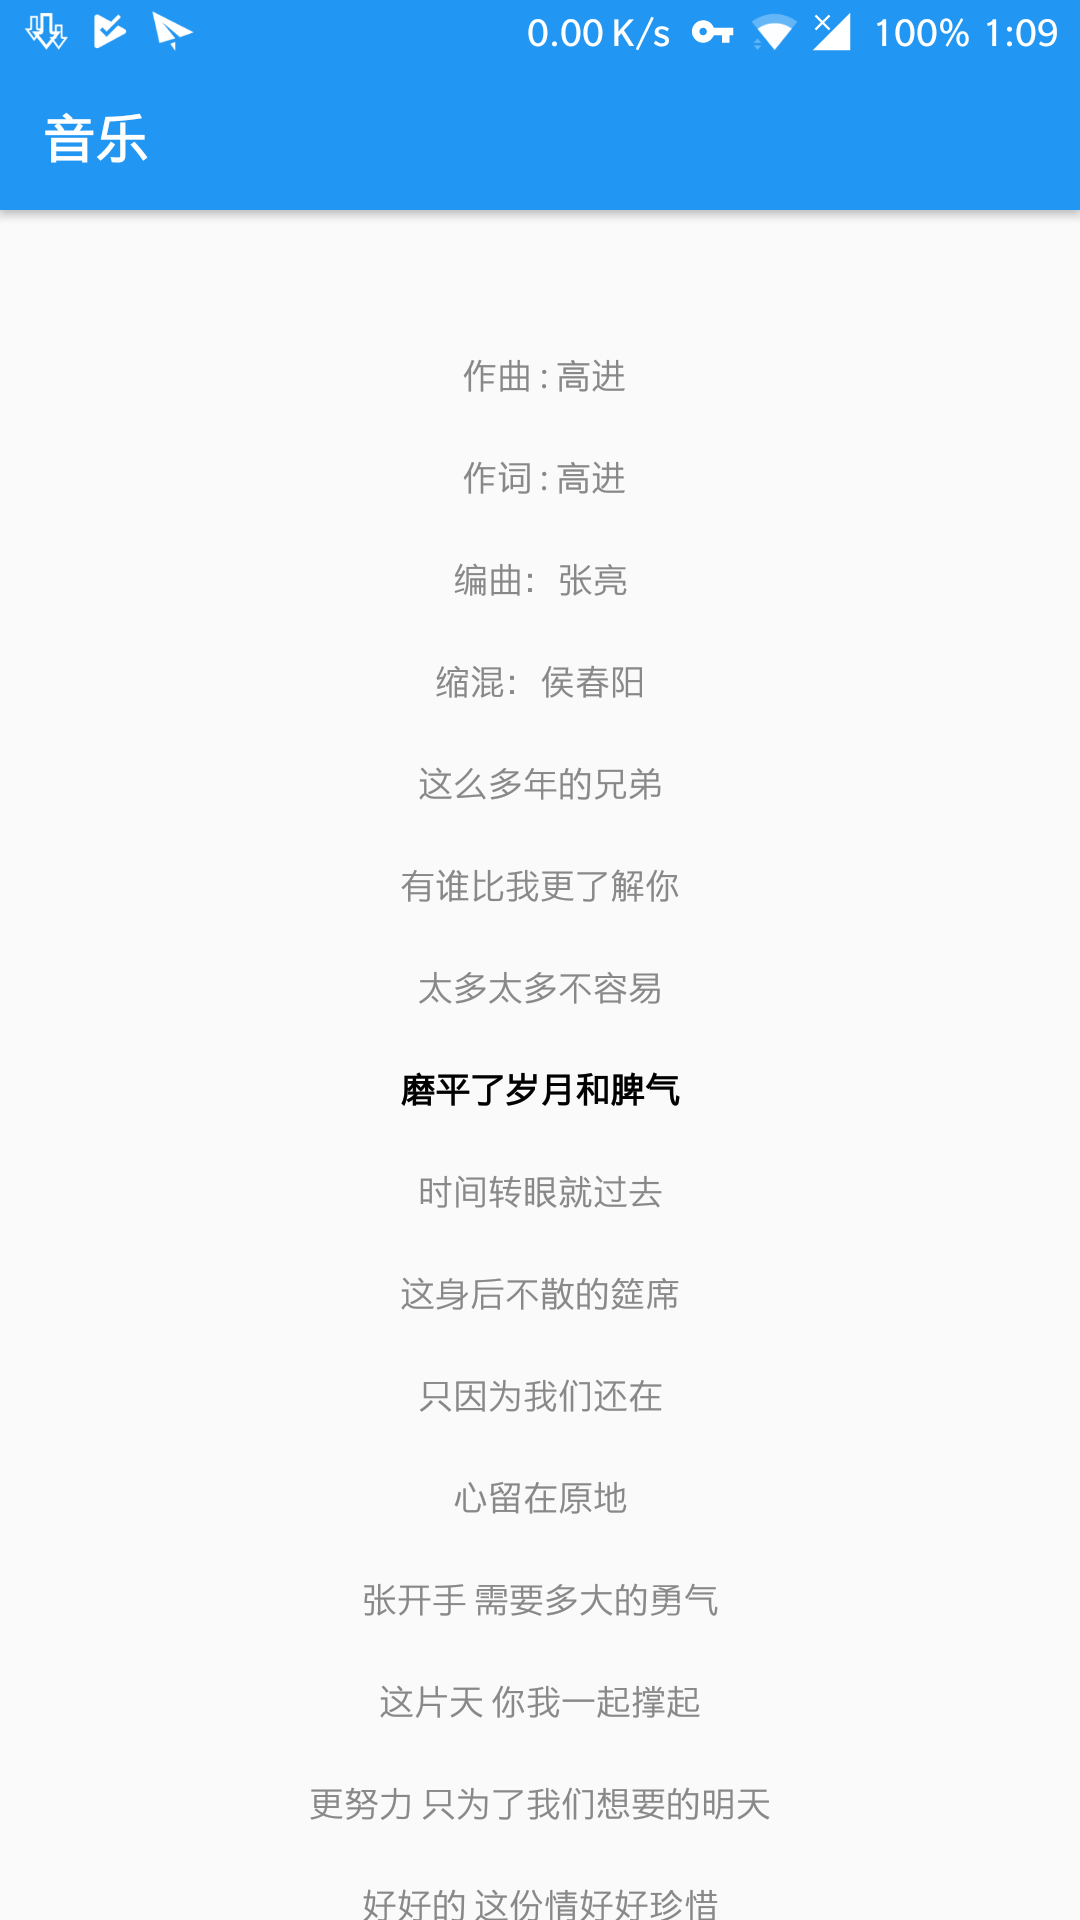 0.00 K/s 100% 1:09
音乐
作曲 : 高进
作词 : 高进
编曲：张亮
缩混：侯春阳
这么多年的兄弟
有谁比我更了解你
太多太多不容易
磨平了岁月和脾气
时间转眼就过去
这身后不散的筵席
只因为我们还在
心留在原地
张开手 需要多大的勇气
这片天 你我一起撑起
更努力 只为了我们想要的明天
好好的 这份情好好珍惜